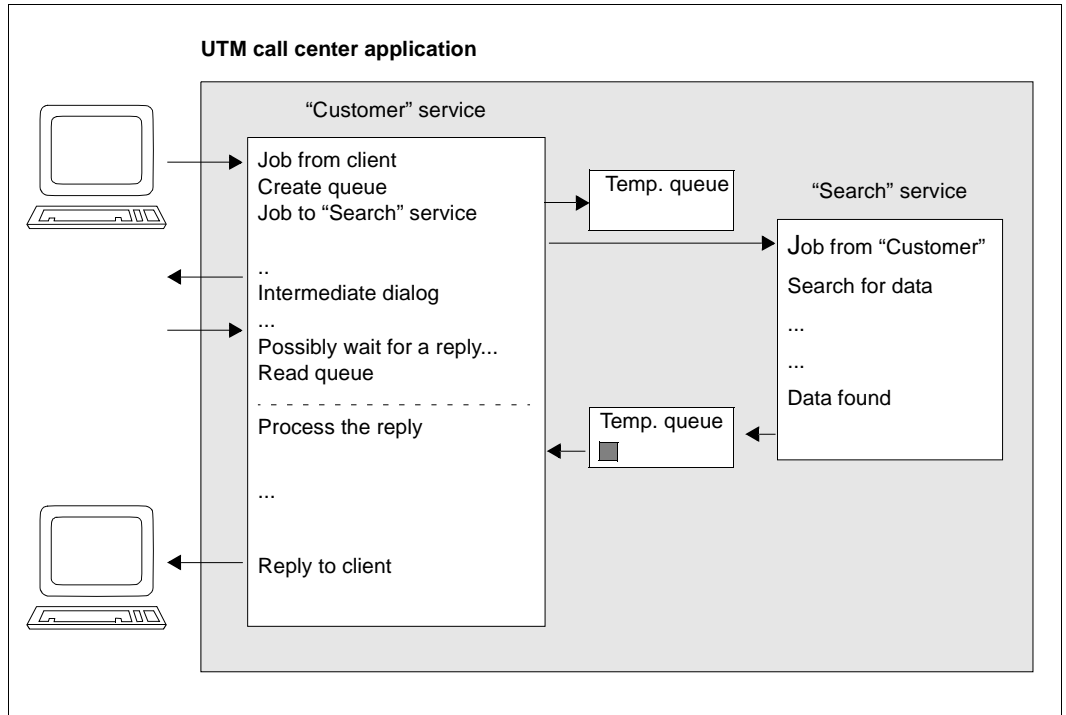 UTM call center application
“Customer” service
Job from client
Create queue
Job to “Search” service
..
Intermediate dialog
...
Possibly wait for a reply...
Read queue
Process the reply
...
Reply to client
Temp. queue
“Search” service
Job from “Customer”
Search for data
...
...
Data found
Temp. queue